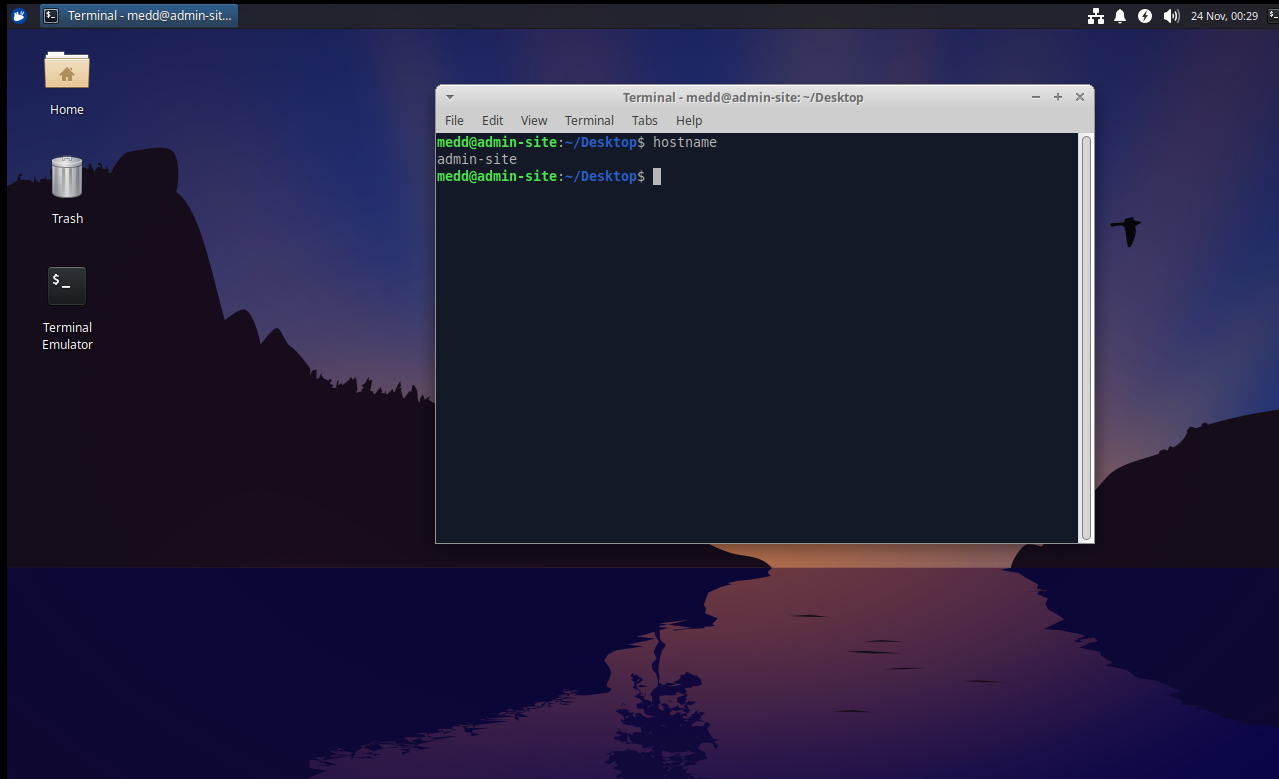 Terminal - medd@admin-sit...
24 Nov, 00:29
Home
Trash
$_
Terminal
Emulator
Terminal - medd@admin-site: ~/Desktop
File Edit View Terminal Tabs Help
medd@admin-site:~/Desktop$ hostname
admin-site
medd@admin-site:~/Desktop$